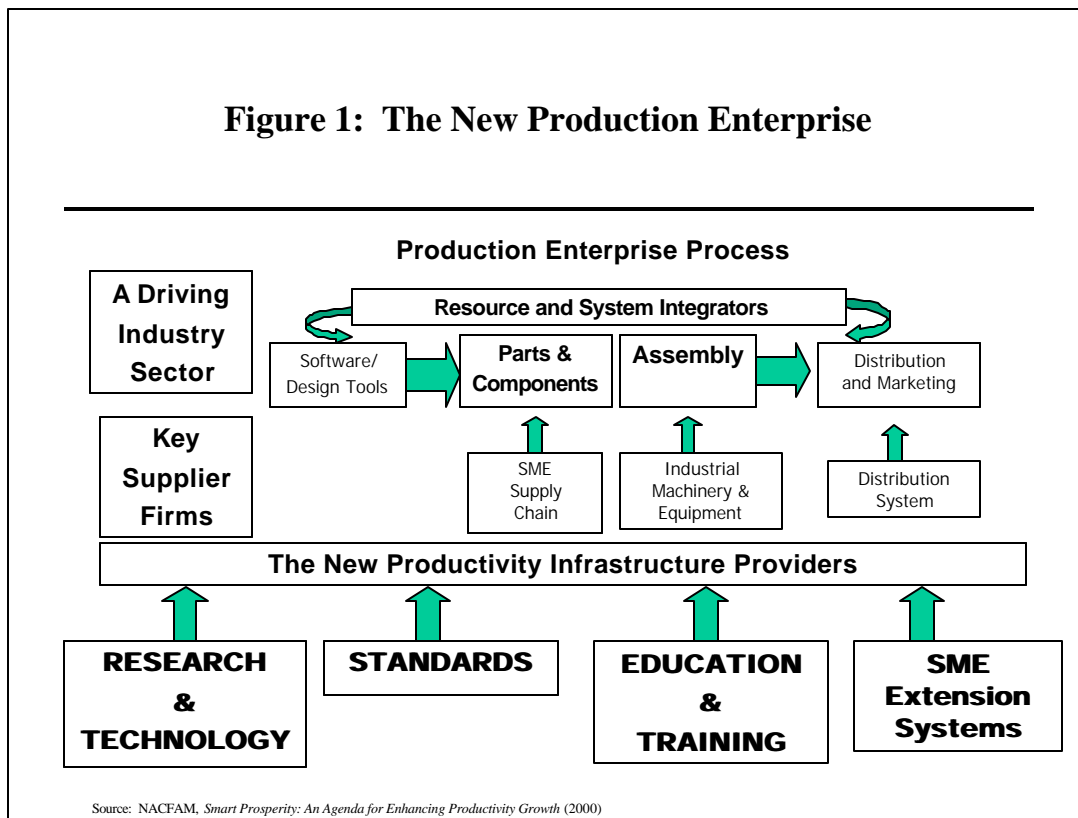 Figure 1: The New Production Enterprise
Production Enterprise Process
A Driving
Industry
Sector
Resource and System Integrators
Software/
Design Tools
Parts &
Components
Assembly
Distribution
and Marketing
Key
Supplier
Firms
SME
Supply
Chain
Industrial
Machinery &
Equipment
Distribution
System
The New Productivity Infrastructure Providers
RESEARCH
&
TECHNOLOGY
STANDARDS
EDUCATION
&
TRAINING
SME
Extension
Systems
Source: NACFAM, Smart Prosperity: An Agenda for Enhancing Productivity Growth (2000)